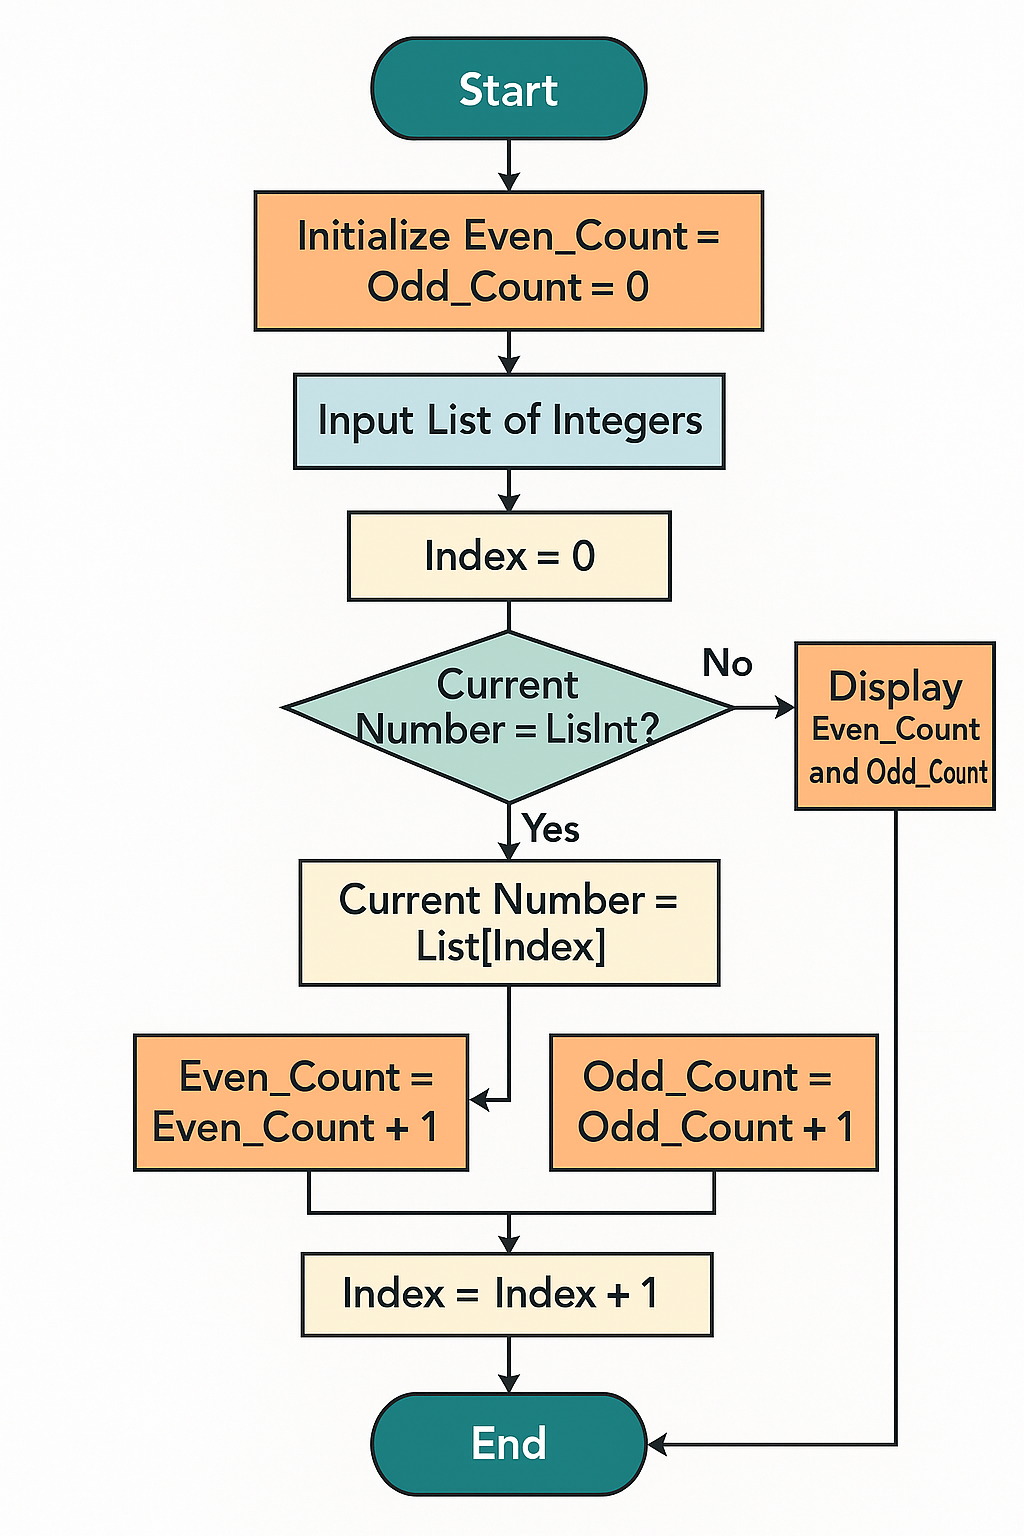 Start
Initialize Even_Count =
Odd_Count = 0
Input List of Integers
Index = 0
Current
Number = LisInt?
No
Display
Even_Count
and Odd_Count
Yes
Current Number =
List[Index]
Even_Count =
Even_Count + 1
Odd_Count =
Odd_Count + 1
Index = Index + 1
End